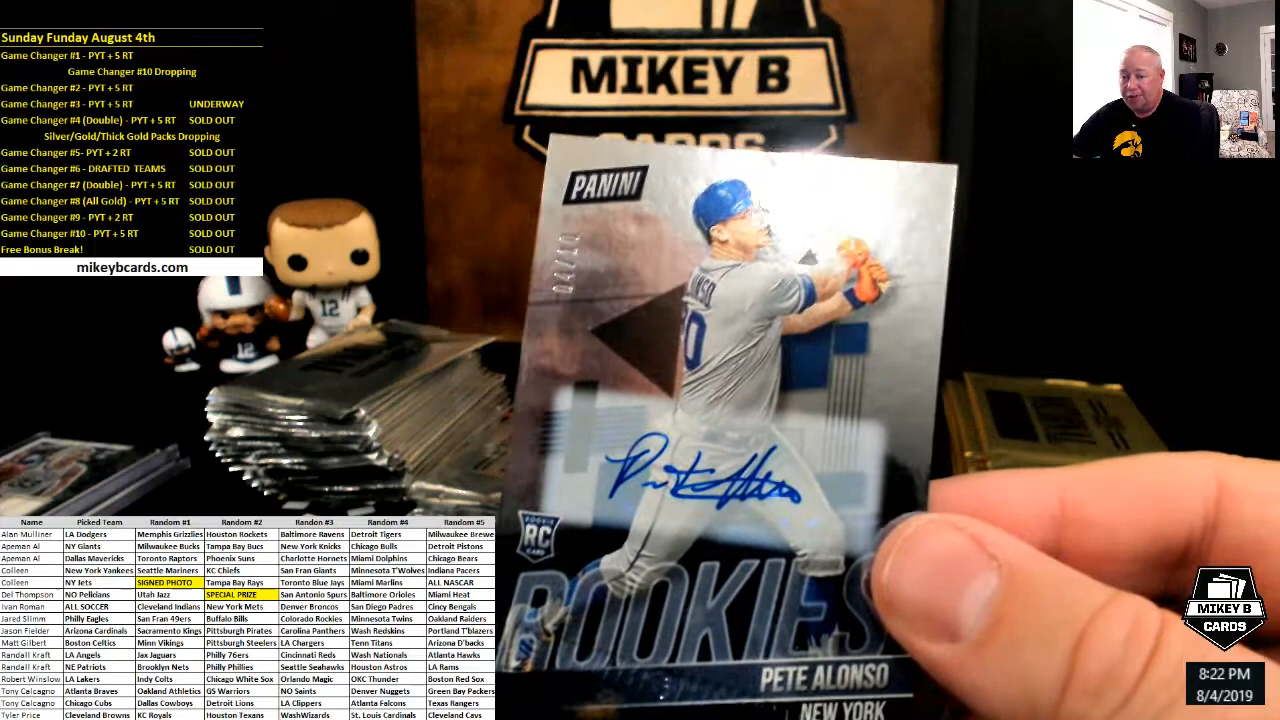 Sunday Funday August 4th
Game Changer #1 - PYT + 5 RT
Game Changer #10 Dropping
Game Changer #2 - PYT + 5 RT
Game Changer #3 - PYT + 5 RT UNDERWAY
Game Changer #4 (Double) - PYT + 5 RT SOLD OUT
Silver/Gold/Thick Gold Packs Dropping
Game Changer #5- PYT + 2 RT SOLD OUT
Game Changer #6 - DRAFTED TEAMS SOLD OUT
Game Changer #7 (Double) - PYT + 5 RT SOLD OUT
Game Changer #8 (All Gold) - PYT + 5 RT SOLD OUT
Game Changer #9 - PYT + 2 RT SOLD OUT
Game Changer #10 - PYT + 5 RT SOLD OUT
Free Bonus Break! SOLD OUT
mikeybcards.com
MIKEY B
CARDS
PANINI
12
12
Pete Alonso
ROOKIE
RC
CARD
ROOKIES
PETE ALONSO
NEW YORK
Name Picked Team Random #1 Random #2 Randon #3 Random #4 Random #5
Alan Mulliner LA Dodgers Memphis Grizzlies Houston Rockets Baltimore Ravens Detroit Tigers Milwaukee Brewe
Apeman Al NY Giants Milwaukee Bucks Tampa Bay Bucs New York Knicks Chicago Bulls Detroit Pistons
Apeman Al Dallas Mavericks Toronto Raptors Phoenix Suns Charlotte Hornets Miami Dolphins Chicago Bears
Colleen New York Yankees Seattle Mariners KC Chiefs San Fran Giants Minnesota T'Wolves Indiana Pacers
Colleen NY Jets SIGNED PHOTO Tampa Bay Rays Toronto Blue Jays Miami Marlins ALL NASCAR
Del Thompson NO Pelicians Utah Jazz SPECIAL PRIZE San Antonio Spurs Baltimore Orioles Miami Heat
Ivan Roman ALL SOCCER Cleveland Indians New York Mets Denver Broncos San Diego Padres Cincy Bengals
Jared Slimm Philly Eagles San Fran 49ers Buffalo Bills Colorado Rockies Minnesota Twins Oakland Raiders
Jason Fielder Arizona Cardinals Sacramento Kings Pittsburgh Pirates Carolina Panthers Wash Redskins Portland T'blazers
Matt Gilbert Boston Celtics Minn Vikings Pittsburgh Steelers LA Chargers Tenn Titans Arizona D'backs
Randall Kraft LA Angels Jax Jaguars Philly 76ers Cincinnati Reds Wash Nationals Atlanta Hawks
Randall Kraft NE Patriots Brooklyn Nets Philly Phillies Seattle Seahawks Houston Astros LA Rams
Robert Winslow LA Lakers Indy Colts Chicago White Sox Orlando Magic OKC Thunder Boston Red Sox
Tony Calcagno Atlanta Braves Oakland Athletics GS Warriors NO Saints Denver Nuggets Green Bay Packers
Tony Calcagno Chicago Cubs Dallas Cowboys Detroit Lions LA Clippers Atlanta Falcons Texas Rangers
Tyler Price Cleveland Browns KC Royals Houston Texans WashWizards St. Louis Cardinals Cleveland Cavs
MIKEY B
CARDS
8:22 PM
8/4/2019